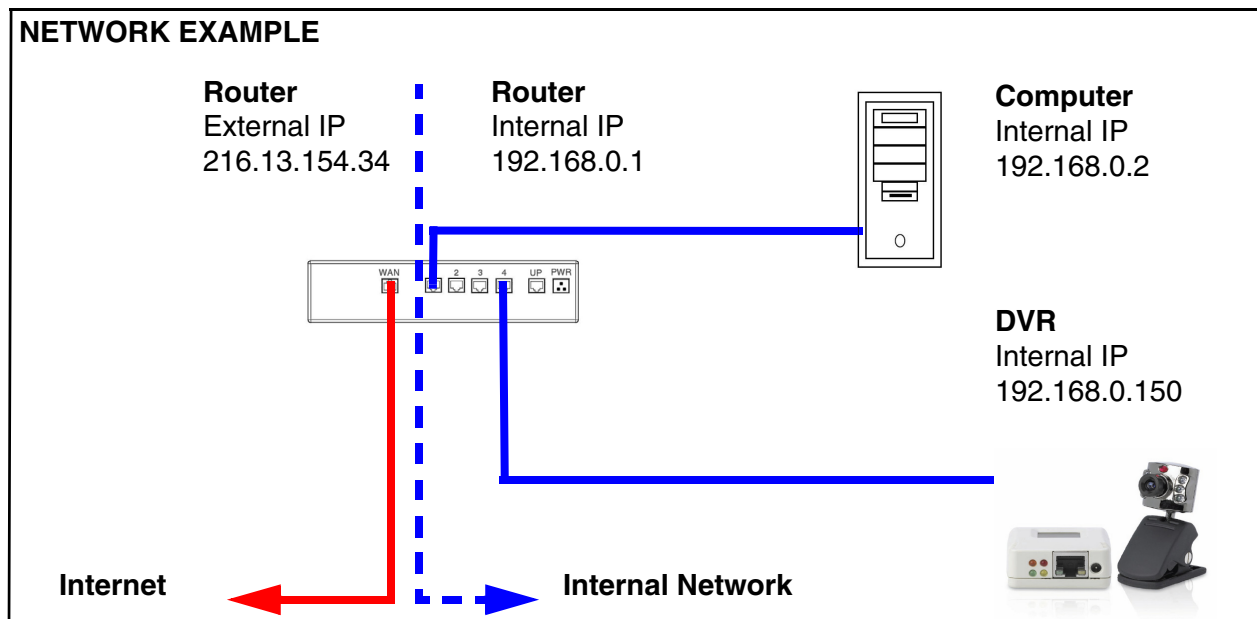 NETWORK EXAMPLE
Router
External IP
216.13.154.34
Router
Internal IP
192.168.0.1
Computer
Internal IP
192.168.0.2
WAN
2
3
4
UP
PWR
DVR
Internal IP
192.168.0.150
Internet
Internal Network